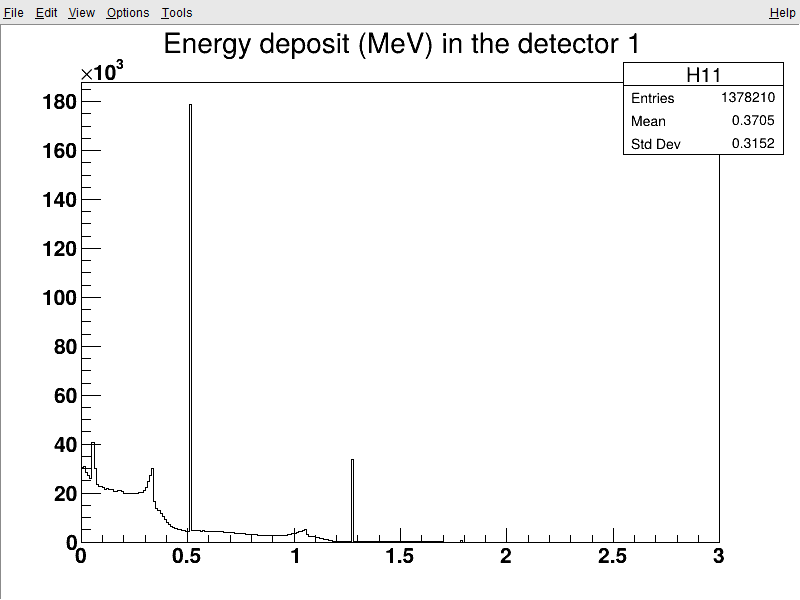 File Edit View Options Tools Help
Energy deposit (MeV) in the detector 1
×10³
H11
Entries 1378210
Mean 0.3705
Std Dev 0.3152
180
160
140
120
100
80
60
40
20
0
0 0.5 1 1.5 2 2.5 3